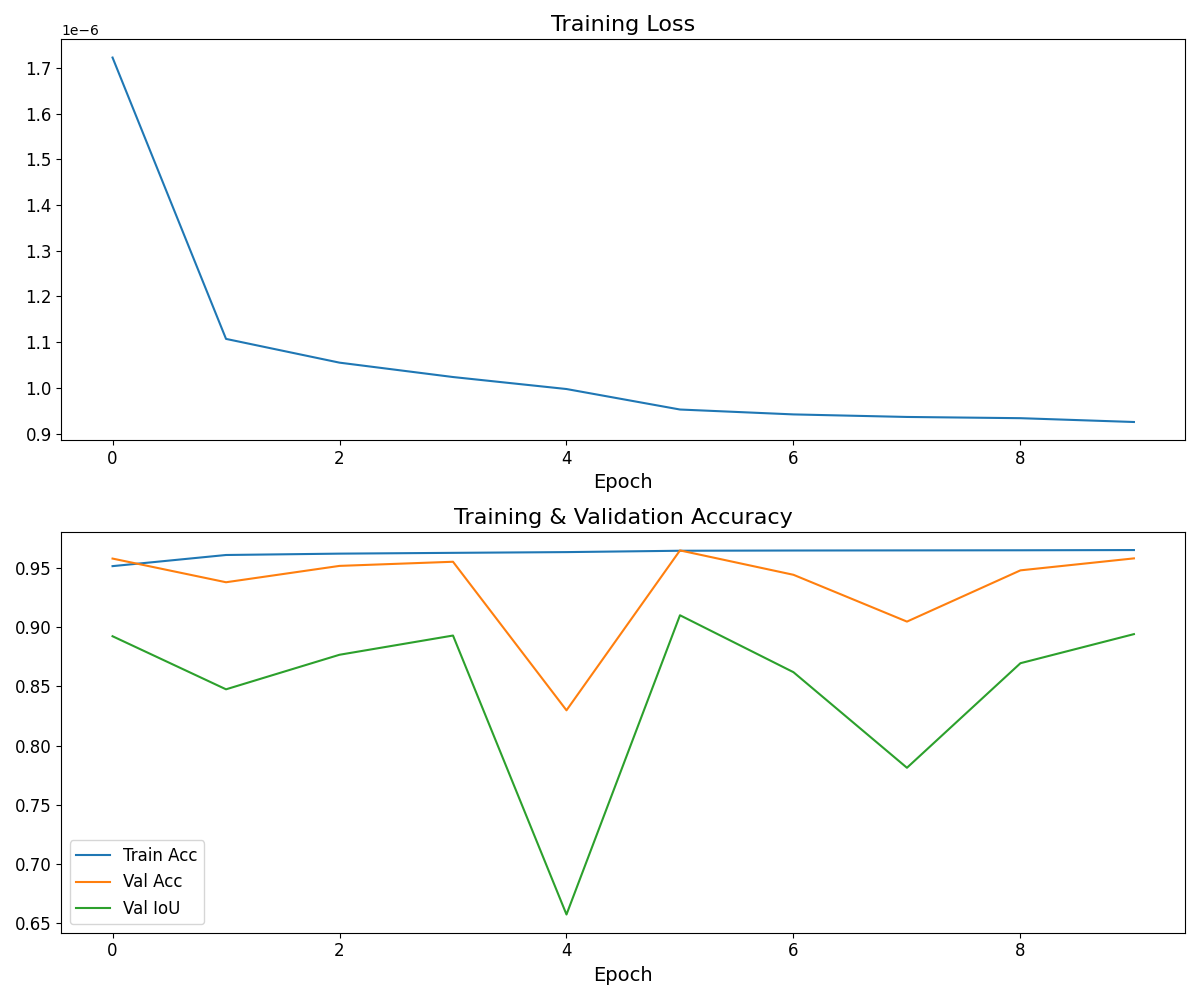 Training Loss
1e−6
1.7
1.6
1.5
1.4
1.3
1.2
1.1
1.0
0.9
0 2 4 6 8
Epoch
Training & Validation Accuracy
0.95
0.90
0.85
0.80
0.75
0.70
0.65
Train Acc
Val Acc
Val IoU
0 2 4 6 8
Epoch